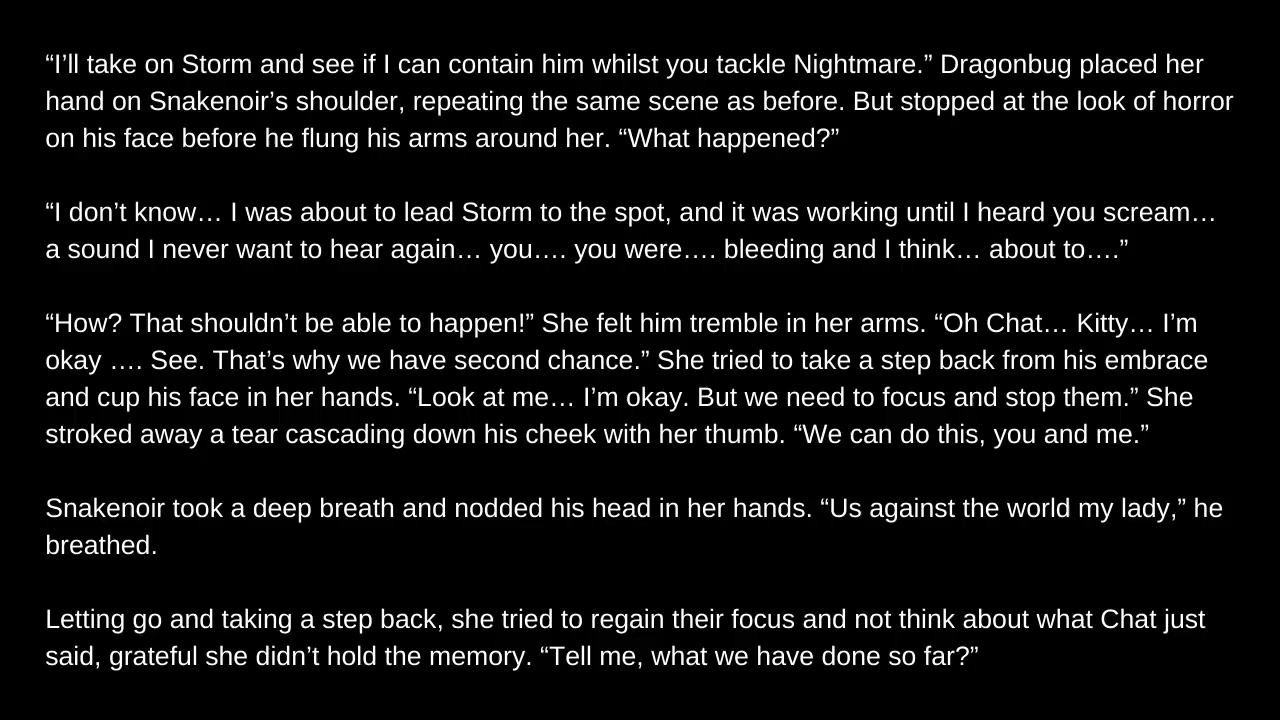 “I’ll take on Storm and see if I can contain him whilst you tackle Nightmare.” Dragonbug placed her
hand on Snakenoir’s shoulder, repeating the same scene as before. But stopped at the look of horror
on his face before he flung his arms around her. “What happened?”
“I don’t know… I was about to lead Storm to the spot, and it was working until I heard you scream…
a sound I never want to hear again… you…. you were…. bleeding and I think… about to….”
“How? That shouldn’t be able to happen!” She felt him tremble in her arms. “Oh Chat… Kitty… I’m
okay …. See. That’s why we have second chance.” She tried to take a step back from his embrace
and cup his face in her hands. “Look at me… I’m okay. But we need to focus and stop them.” She
stroked away a tear cascading down his cheek with her thumb. “We can do this, you and me.”
Snakenoir took a deep breath and nodded his head in her hands. “Us against the world my lady,” he
breathed.
Letting go and taking a step back, she tried to regain their focus and not think about what Chat just
said, grateful she didn’t hold the memory. “Tell me, what we have done so far?”